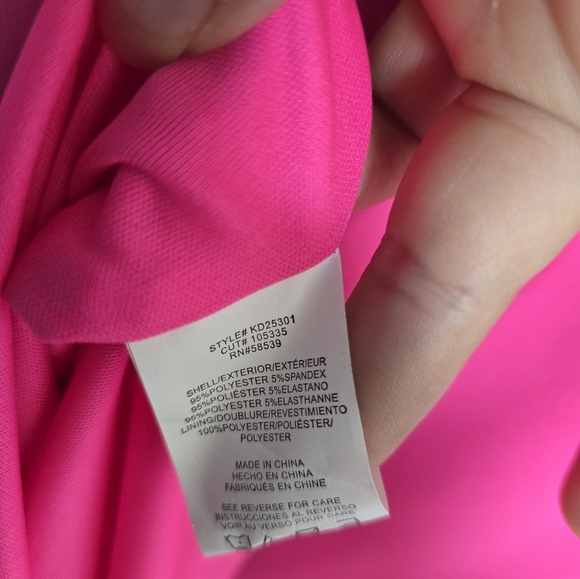 STYLE# KD25301
CUT# 105335
RN#58539
SHELL/EXTERIOR/EXTÉRIEUR
95%POLYESTER 5%SPANDEX
95%POLIÉSTER 5%ELASTANO
95%POLYESTER 5%ELASTHANNE
LINING/DOUBLURE/REVESTIMIENTO
100%POLYESTER/POLIÉSTER/
POLYESTER
MADE IN CHINA
HECHO EN CHINA
FABRIQUÉS EN CHINE
SEE REVERSE FOR CARE
INSTRUCCIONES AL REVERSO
VOIR AU VERSO POUR CARE